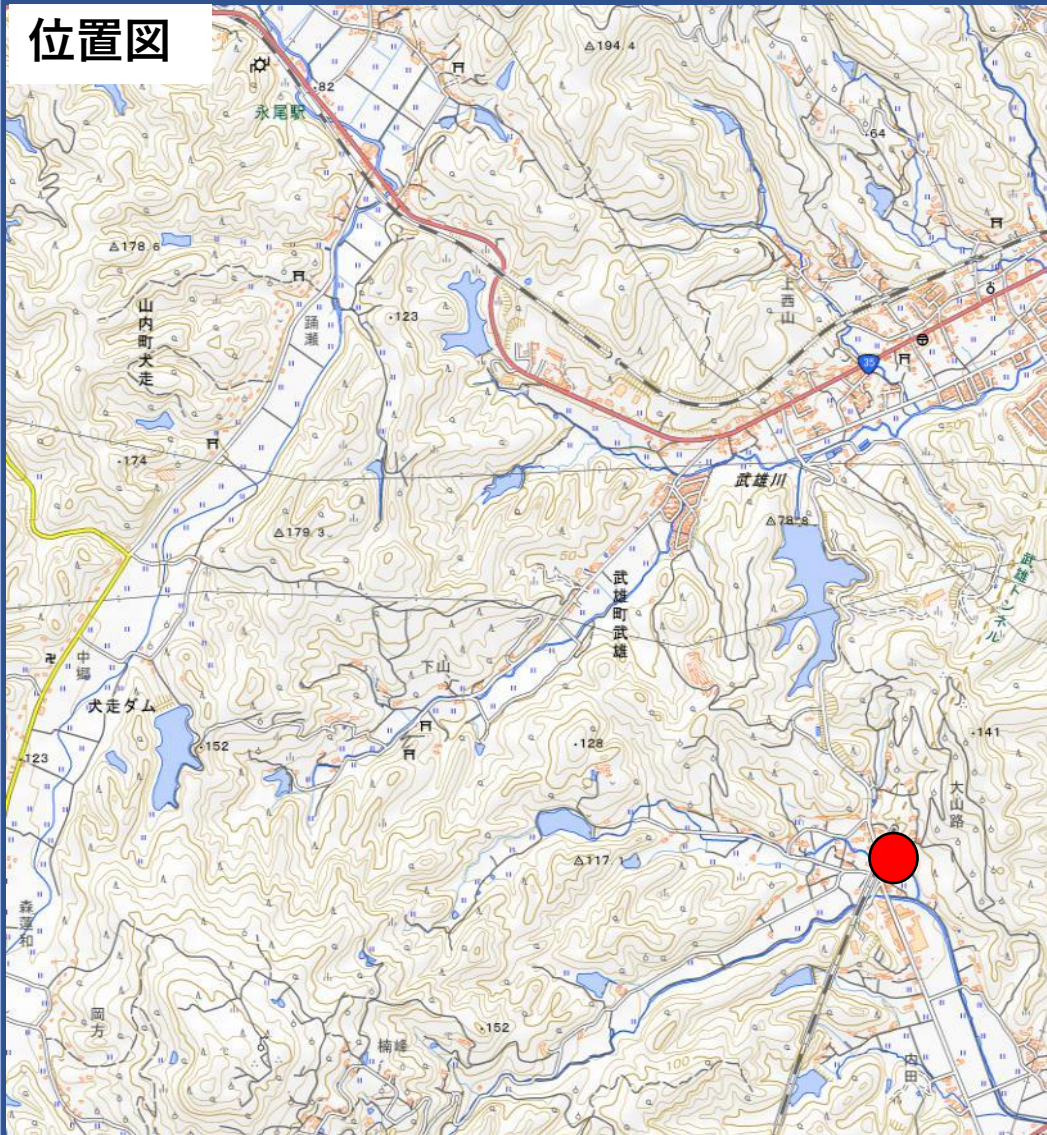 位置図
194.4
82
永尾駅
64
178.6
山内町犬走
踊瀬
123
上西山
35
174
武雄川
179.3
78.8
50
武雄町武雄
武雄トンネル
中郷
下山
犬走ダム
152
128
141
123
大山路
117.1
森蓮和
岡方
152
楠峰
100
内田